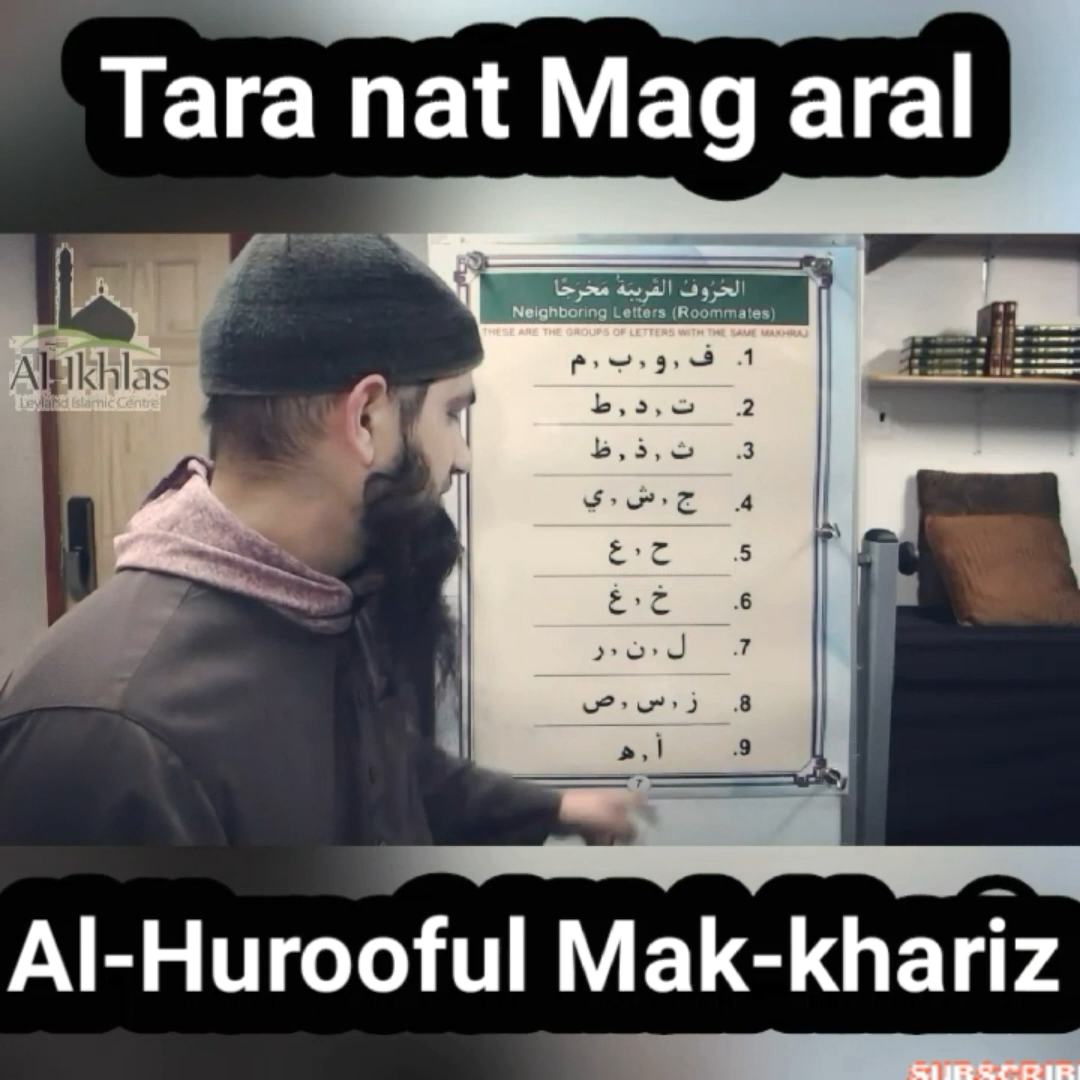 Tara nat Mag aral
Al-Ikhlas
Leyland Islamic Centre
الحُرُوفُ القَرِيبَةُ مَخرَجًا
Neighboring Letters (Roommates)
THESE ARE THE GROUPS OF LETTERS WITH THE SAME MAKHRAJ
1. ف , و , ب , م
2. ت , د , ط
3. ث , ذ , ظ
4. ج , ش , ي
5. ح , ع
6. خ , غ
7. ل , ن , ر
8. ز , س , ص
9. أ , ه
Al-Hurooful Mak-khariz